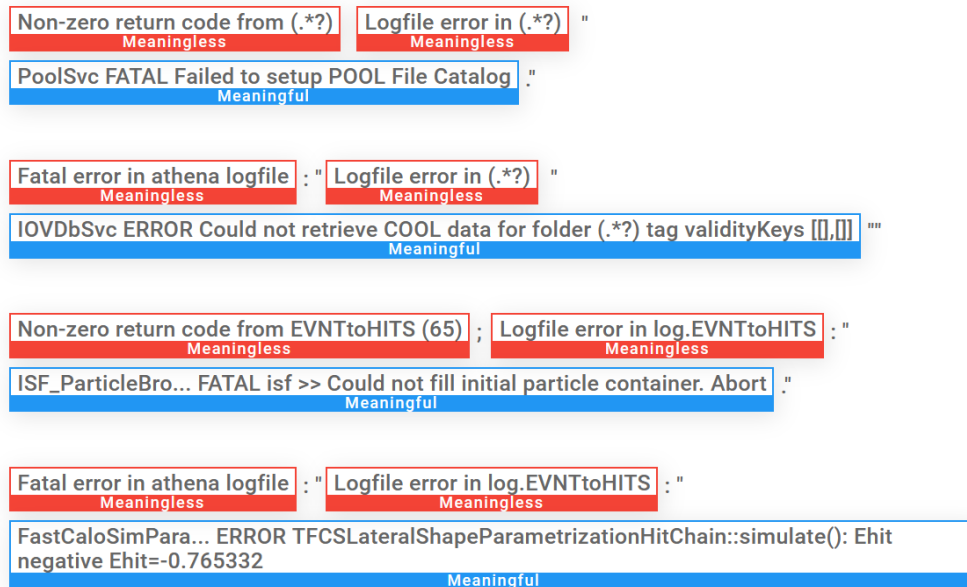 Non-zero return code from (.*?) Logfile error in (.*?) "
Meaningless Meaningless
PoolSvc FATAL Failed to setup POOL File Catalog ."
Meaningful
Fatal error in athena logfile : " Logfile error in (.*?) "
Meaningless Meaningless
IOVDbSvc ERROR Could not retrieve COOL data for folder (.*?) tag validityKeys [[],[]] ""
Meaningful
Non-zero return code from EVNTtoHITS (65) ; Logfile error in log.EVNTtoHITS : "
Meaningless Meaningless
ISF_ParticleBro... FATAL isf >> Could not fill initial particle container. Abort ."
Meaningful
Fatal error in athena logfile : " Logfile error in log.EVNTtoHITS : "
Meaningless Meaningless
FastCaloSimPara... ERROR TFCSLateralShapeParametrizationHitChain::simulate(): Ehit
negative Ehit=-0.765332
Meaningful